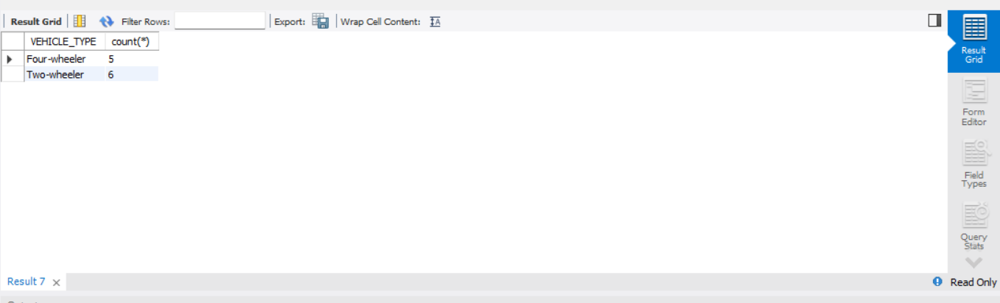 Result Grid Filter Rows: Export: Wrap Cell Content:
VEHICLE_TYPE count(*)
Four-wheeler 5
Two-wheeler 6
Result
Grid
Form
Editor
Field
Types
Query
Stats
Result 7 × Read Only